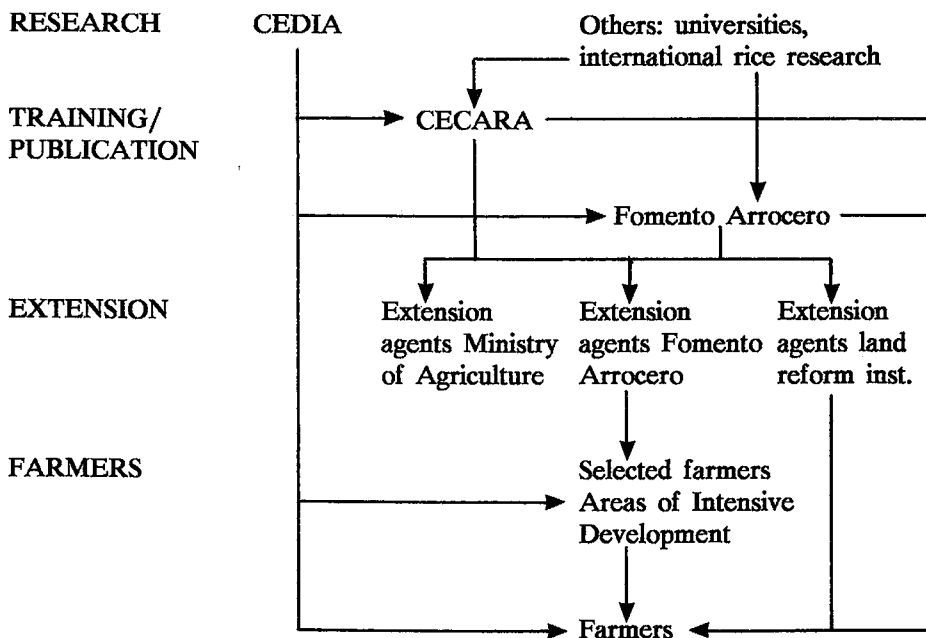 RESEARCH
CEDIA
Others: universities,
international rice research
TRAINING/
PUBLICATION
CECARA
Fomento Arrocero
EXTENSION
Extension
agents Ministry
of Agriculture
Extension
agents Fomento
Arrocero
Extension
agents land
reform inst.
FARMERS
Selected farmers
Areas of Intensive
Development
Farmers